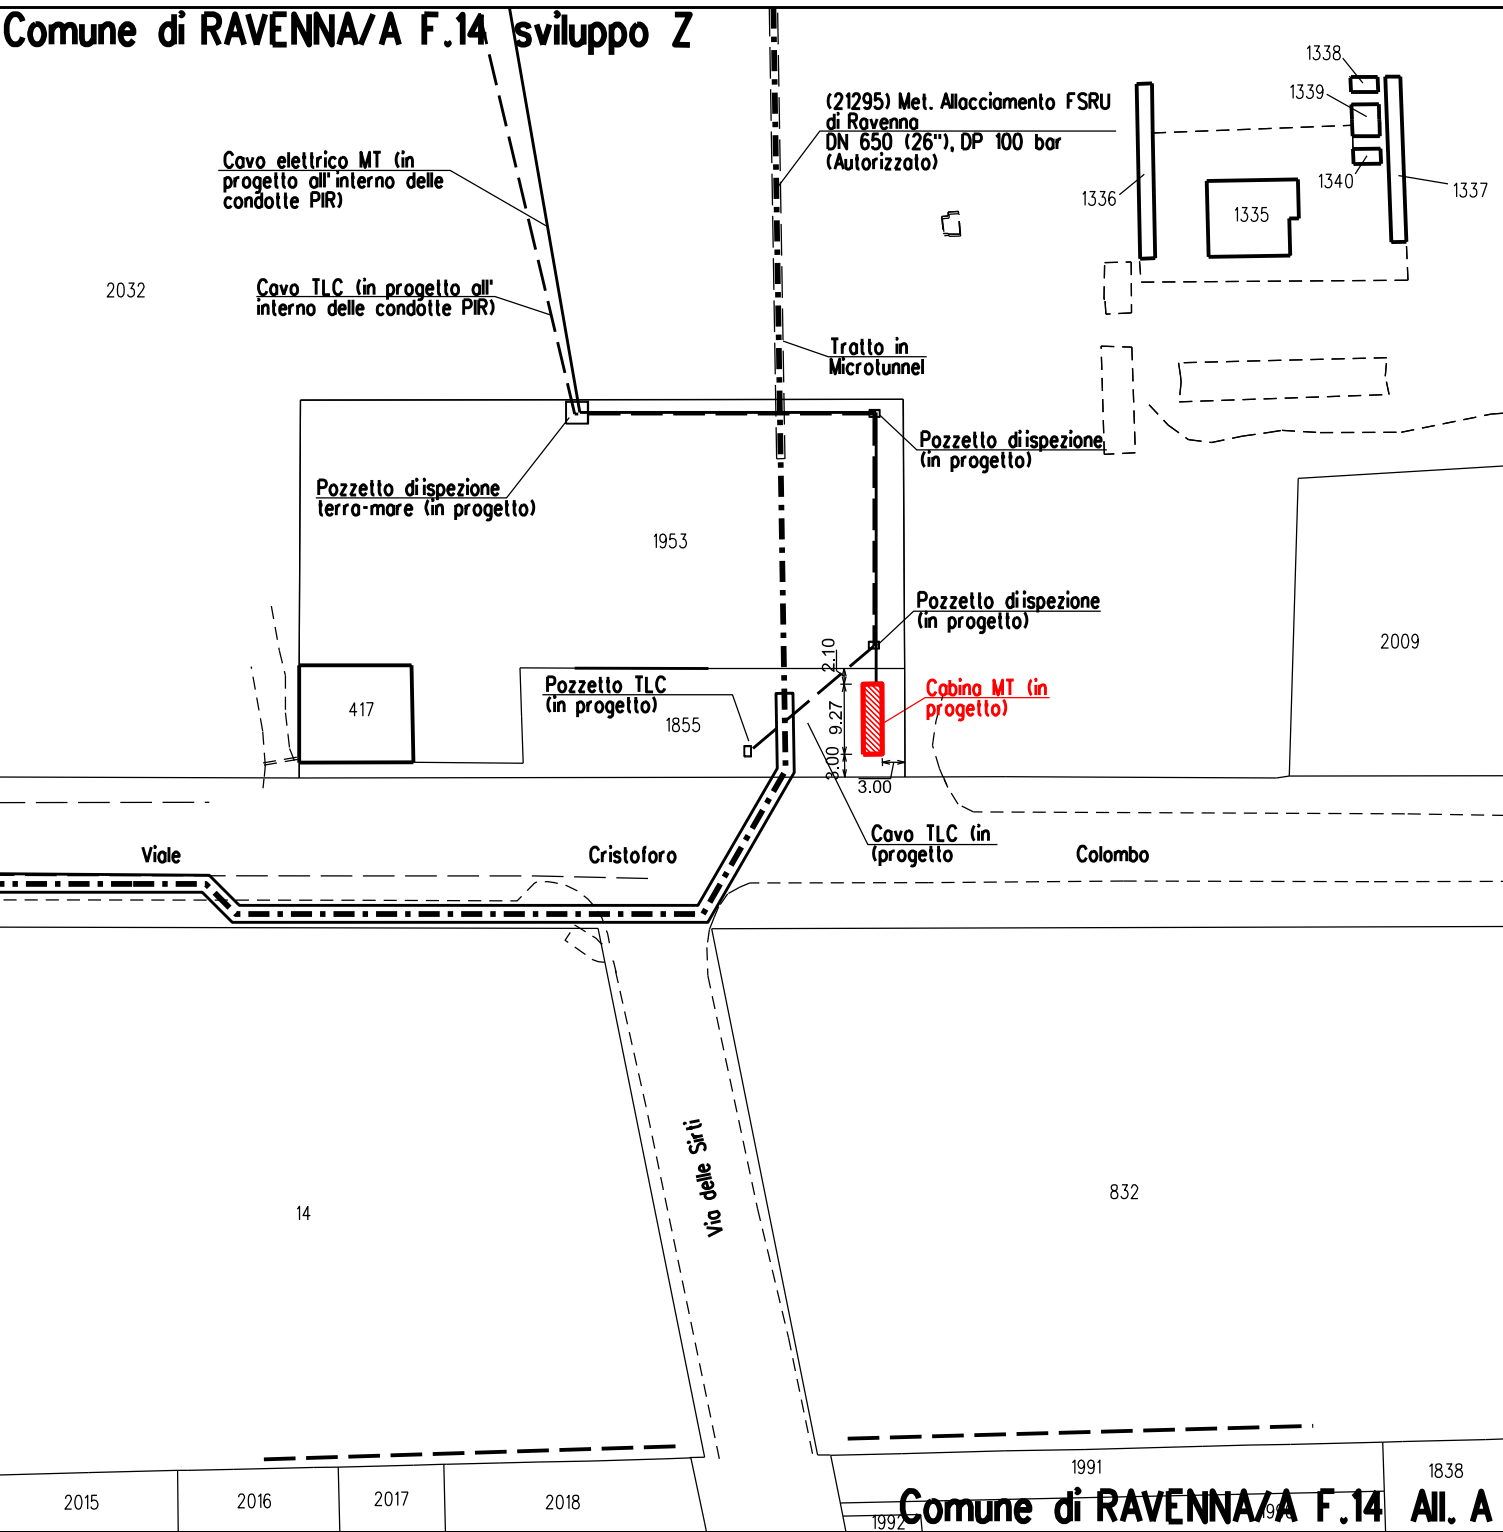 Comune di RAVENNA/A F.14 sviluppo Z
1338
1339
(21295) Met. Allacciamento FSRU
di Ravenna
DN 650 (26"), DP 100 bar
(Autorizzato)
Cavo elettrico MT (in
progetto all'interno delle
condotte PIR)
1340
1337
1336
1335
2032
Cavo TLC (in progetto all'
interno delle condotte PIR)
Tratto in
Microtunnel
Pozzetto di ispezione
(in progetto)
Pozzetto di ispezione
terra-mare (in progetto)
1953
Pozzetto di ispezione
(in progetto)
2009
2.10
Pozzetto TLC
(in progetto)
Cabina MT (in
progetto)
417
1855
9.27
3.00
3.00
Cavo TLC (in
(progetto
Viale
Cristoforo
Colombo
Via delle Sirti
14
832
1991
1838
2015
2016
2017
2018
1992
Comune di RAVENNA/A F.14 All. A